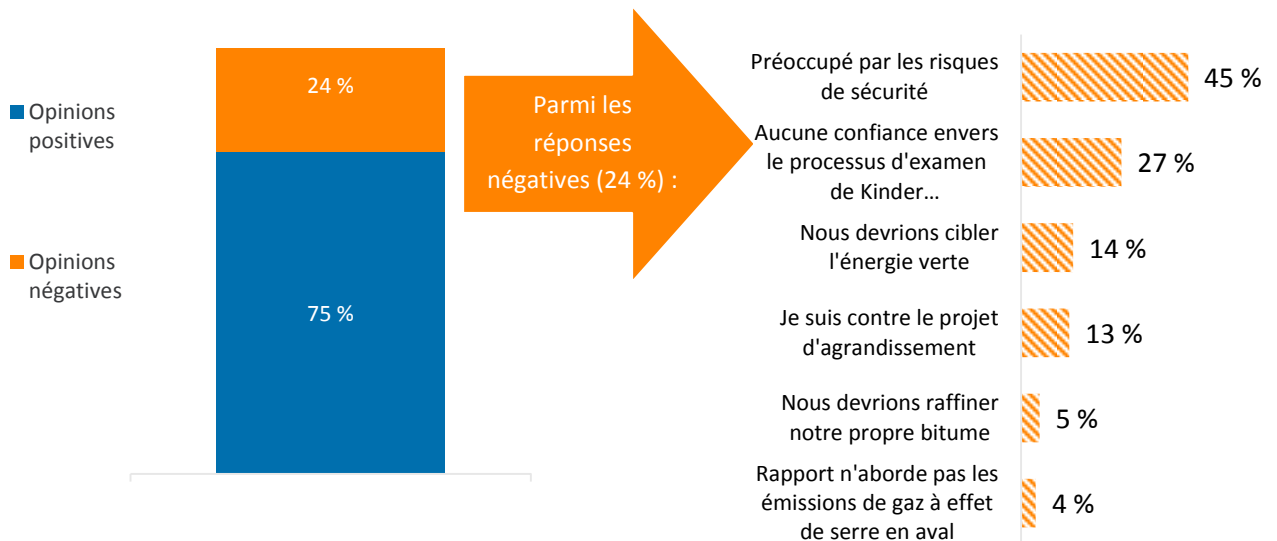 Opinions
positives
Opinions
négatives
24 %
75 %
Parmi les
réponses
négatives (24 %) :
Préoccupé par les risques
de sécurité
45 %
Aucune confiance envers
le processus d'examen
de Kinder…
27 %
Nous devrions cibler
l'énergie verte
14 %
Je suis contre le projet
d'agrandissement
13 %
Nous devrions raffiner
notre propre bitume
5 %
Rapport n'aborde pas les
émissions de gaz à effet
de serre en aval
4 %